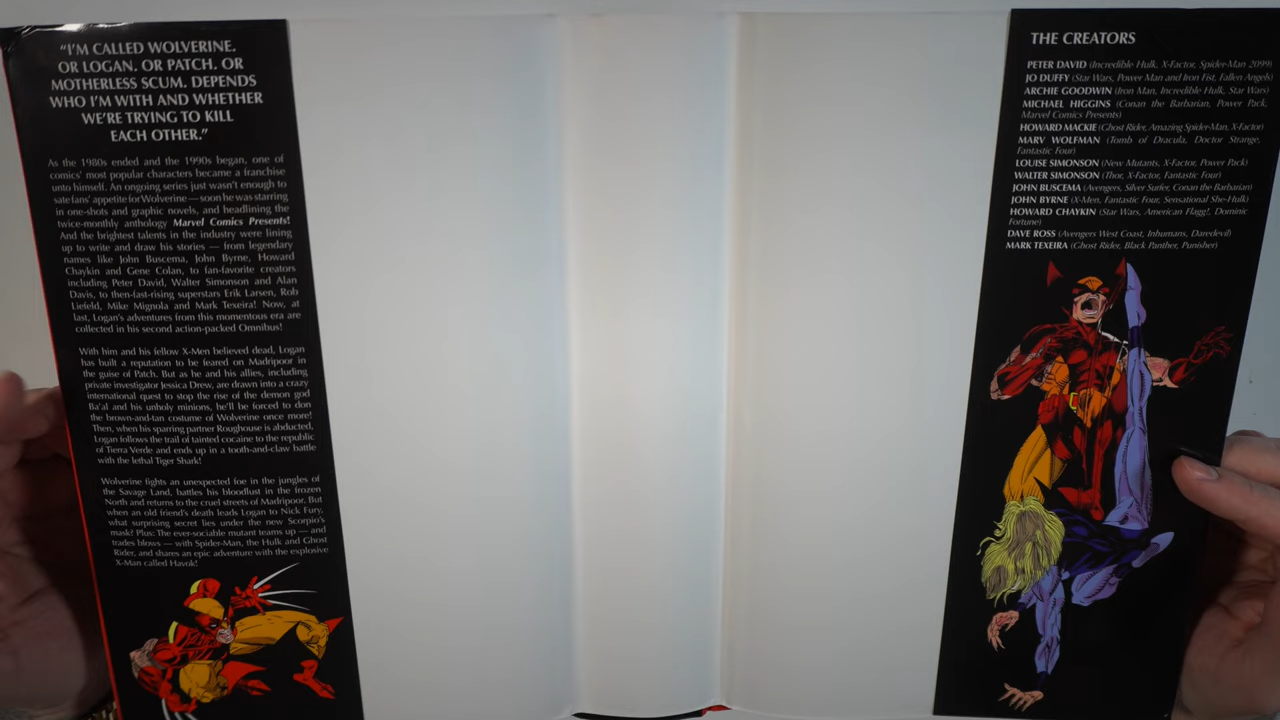 "I'M CALLED WOLVERINE.
OR LOGAN. OR PATCH. OR
MOTHERLESS SCUM. DEPENDS
WHO I'M WITH AND WHETHER
WE'RE TRYING TO KILL
EACH OTHER."
As the 1980s ended and the 1990s began, one of
comics' most popular characters became a franchise
unto himself. An ongoing series just wasn't enough to
sate fans' appetite for Wolverine — soon he was starring
in one-shots and graphic novels, and headlining the
twice-monthly anthology Marvel Comics Presents!
And the brightest talents in the industry were lining
up to write and draw his stories — from legendary
names like John Buscema, John Byrne, Howard
Chaykin and Gene Colan, to fan-favorite creators
including Peter David, Walter Simonson and Alan
Davis, to then-fast-rising superstars Erik Larsen, Rob
Liefeld, Mike Mignola and Mark Texeira! Now, at
last, Logan's adventures from this momentous era are
collected in his second action-packed Omnibus!
With him and his fellow X-Men believed dead, Logan
has built a reputation to be feared on Madripoor in
the guise of Patch. But as he and his allies, including
private investigator Jessica Drew, are drawn into a crazy
international quest to stop the rise of the demon god
Ba'al and his unholy minions, he'll be forced to don
the brown-and-tan costume of Wolverine once more!
Then, when his sparring partner Roughouse is abducted,
Logan follows the trail of tainted cocaine to the republic
of Tierra Verde and ends up in a tooth-and-claw battle
with the lethal Tiger Shark!
Wolverine fights an unexpected foe in the jungles of
the Savage Land, battles his bloodlust in the frozen
North and returns to the cruel streets of Madripoor. But
when an old friend's death leads Logan to Nick Fury,
what surprising secret lies under the new Scorpio's
mask? Plus: The ever-sociable mutant teams up — and
trades blows — with Spider-Man, the Hulk and Ghost
Rider, and shares an epic adventure with the explosive
X-Man called Havok!
THE CREATORS
PETER DAVID (Incredible Hulk, X-Factor, Spider-Man 2099)
JO DUFFY (Star Wars, Power Man and Iron Fist, Fallen Angels)
ARCHIE GOODWIN (Iron Man, Incredible Hulk, Star Wars)
MICHAEL HIGGINS (Conan the Barbarian, Power Pack,
Marvel Comics Presents)
HOWARD MACKIE (Ghost Rider, Amazing Spider-Man, X-Factor)
MARV WOLFMAN (Tomb of Dracula, Doctor Strange,
Fantastic Four)
LOUISE SIMONSON (New Mutants, X-Factor, Power Pack)
WALTER SIMONSON (Thor, X-Factor, Fantastic Four)
JOHN BUSCEMA (Avengers, Silver Surfer, Conan the Barbarian)
JOHN BYRNE (X-Men, Fantastic Four, Sensational She-Hulk)
HOWARD CHAYKIN (Star Wars, American Flagg!, Dominic
Fortune)
DAVE ROSS (Avengers West Coast, Inhumans, Daredevil)
MARK TEXEIRA (Ghost Rider, Black Panther, Punisher)